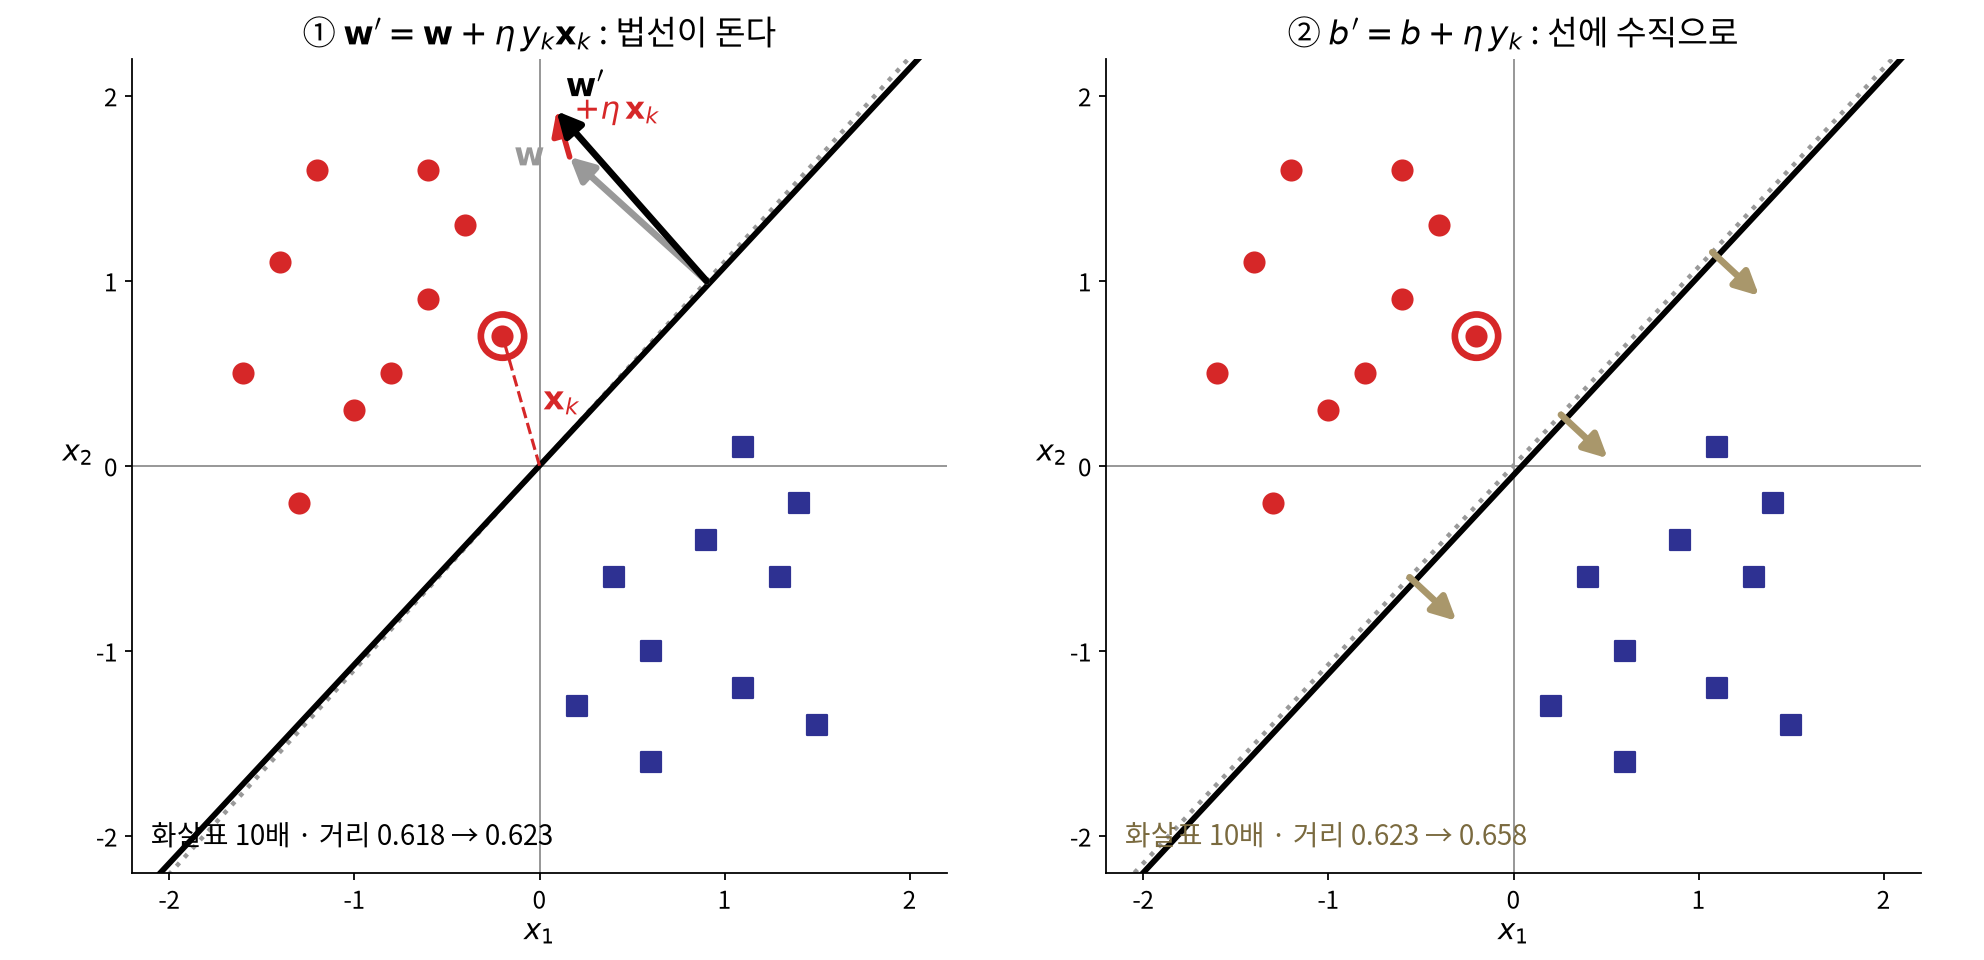 ① w′ = w + η yₖxₖ : 법선이 돈다
w′
+η xₖ
w
xₖ
x₂
2
1
0
-1
-2
화살표 10배 · 거리 0.618 → 0.623
-2
-1
0
1
2
x₁
② b′ = b + η yₖ : 선에 수직으로
x₂
2
1
0
-1
-2
화살표 10배 · 거리 0.623 → 0.658
-2
-1
0
1
2
x₁